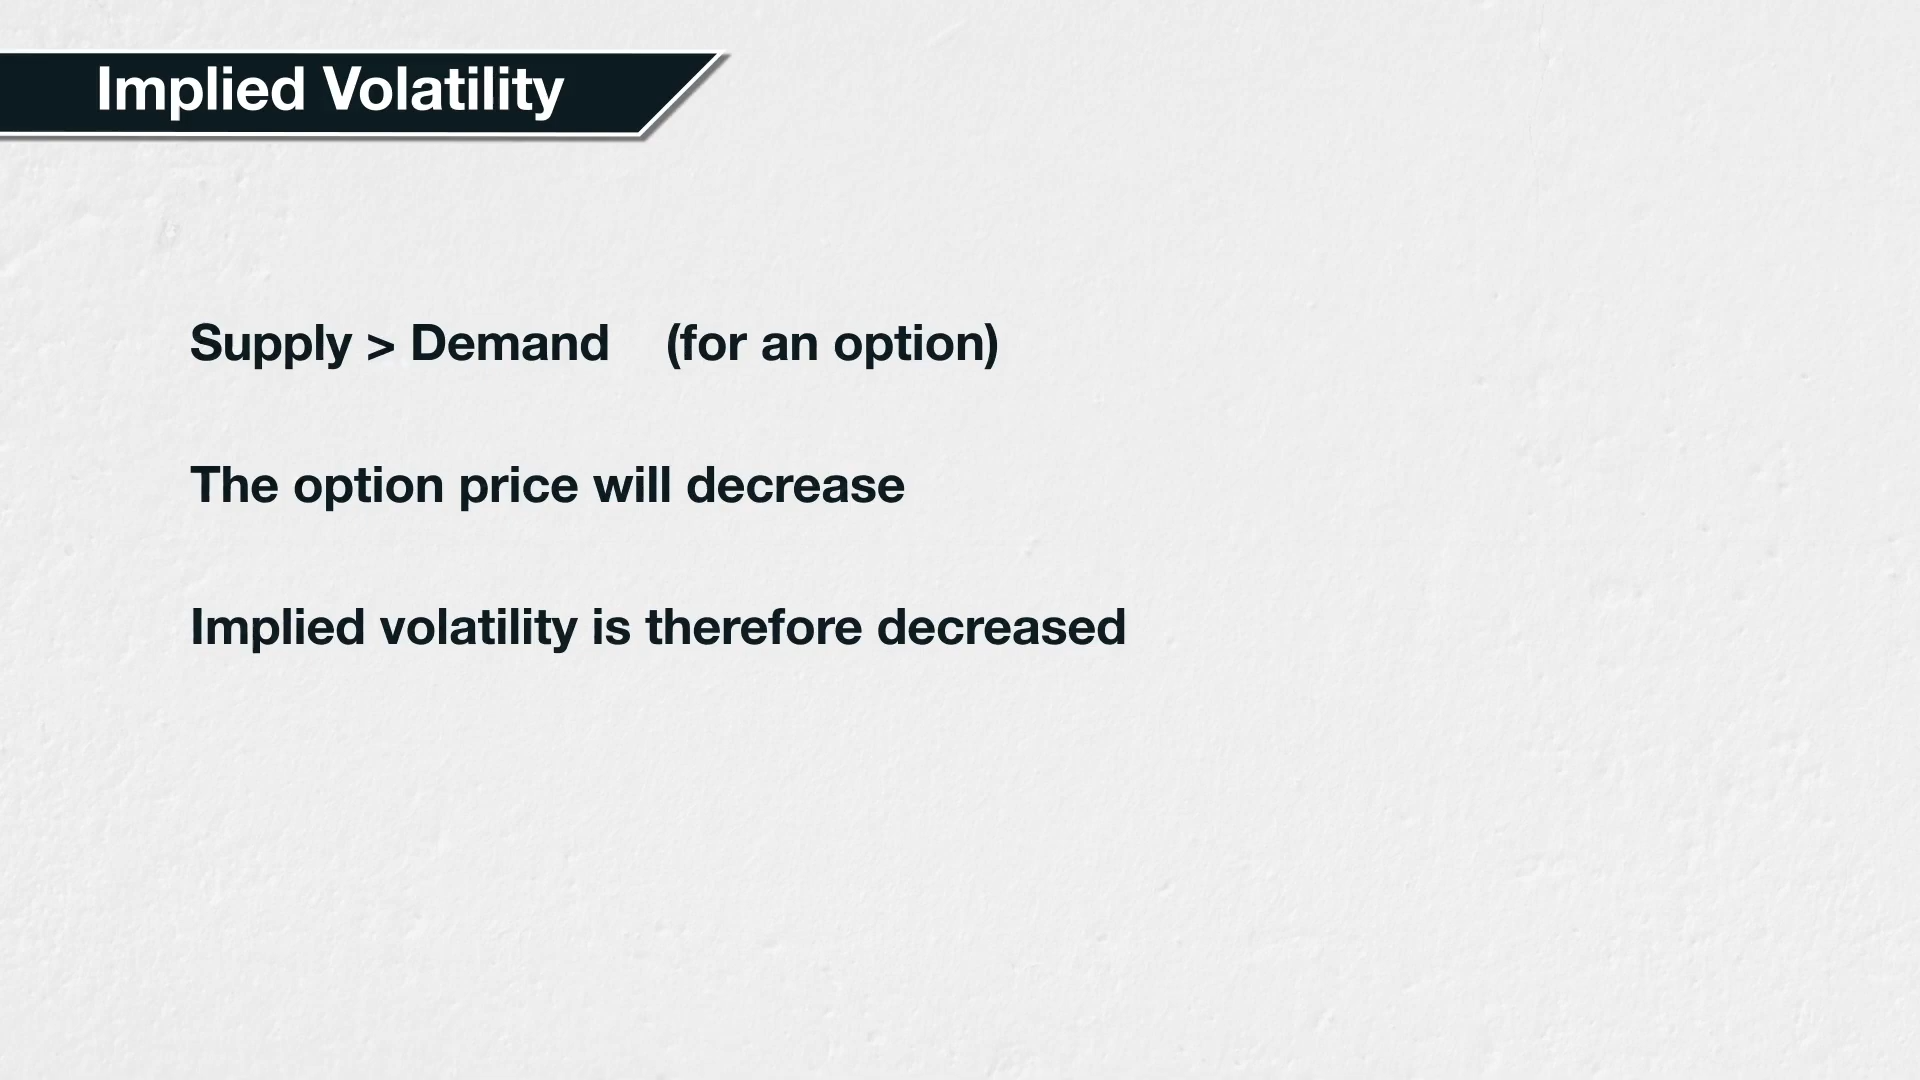 Implied Volatility
Supply > Demand (for an option)
The option price will decrease
Implied volatility is therefore decreased